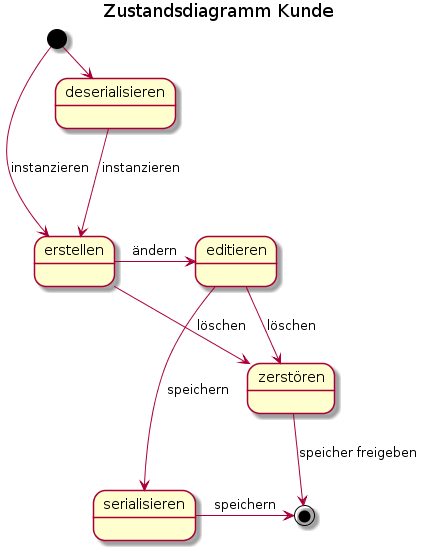 Zustandsdiagramm Kunde
deserialisieren
instanzieren
instanzieren
erstellen
ändern
editieren
löschen
löschen
zerstören
speichern
speicher freigeben
serialisieren
speichern